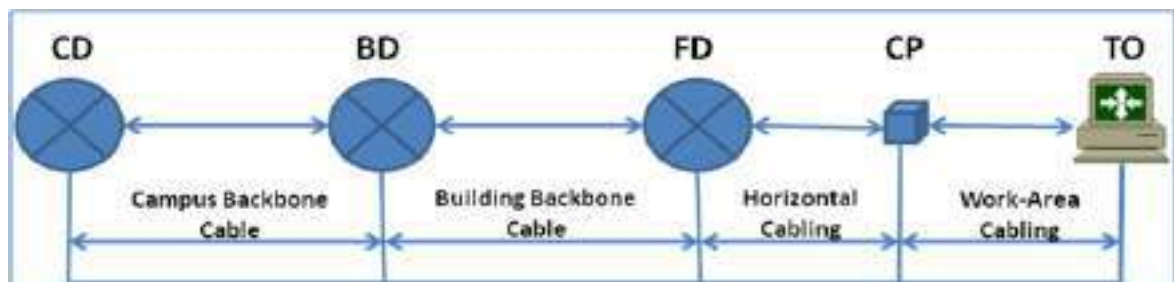 CD BD FD CP TO
Campus Backbone Cable
Building Backbone Cable
Horizontal Cabling
Work-Area Cabling